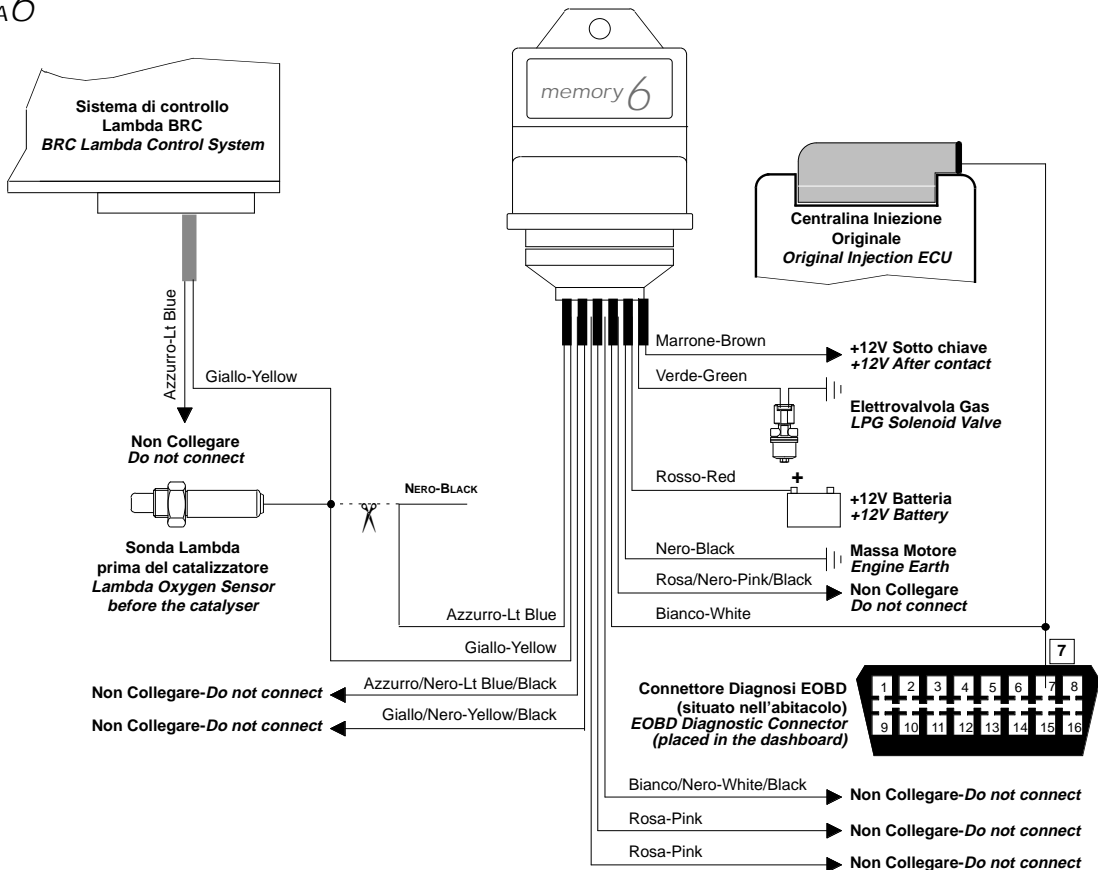 A6
Sistema di controllo
Lambda BRC
BRC Lambda Control System
memory 6
Centralina Iniezione
Originale
Original Injection ECU
Azzurro-Lt Blue
Giallo-Yellow
Non Collegare
Do not connect
Marrone-Brown
+12V Sotto chiave
+12V After contact
Verde-Green
Elettrovalvola Gas
LPG Solenoid Valve
Rosso-Red
+
+12V Batteria
+12V Battery
NERO-BLACK
Sonda Lambda
prima del catalizzatore
Lambda Oxygen Sensor
before the catalyser
Nero-Black
Massa Motore
Engine Earth
Rosa/Nero-Pink/Black
Non Collegare
Do not connect
Azzurro-Lt Blue
Bianco-White
Giallo-Yellow
7
Azzurro/Nero-Lt Blue/Black
Non Collegare-Do not connect
Giallo/Nero-Yellow/Black
Non Collegare-Do not connect
Connettore Diagnosi EOBD
(situato nell'abitacolo)
EOBD Diagnostic Connector
(placed in the dashboard)
1 2 3 4 5 6 7 8
9 10 11 12 13 14 15 16
Bianco/Nero-White/Black
Non Collegare-Do not connect
Rosa-Pink
Non Collegare-Do not connect
Rosa-Pink
Non Collegare-Do not connect